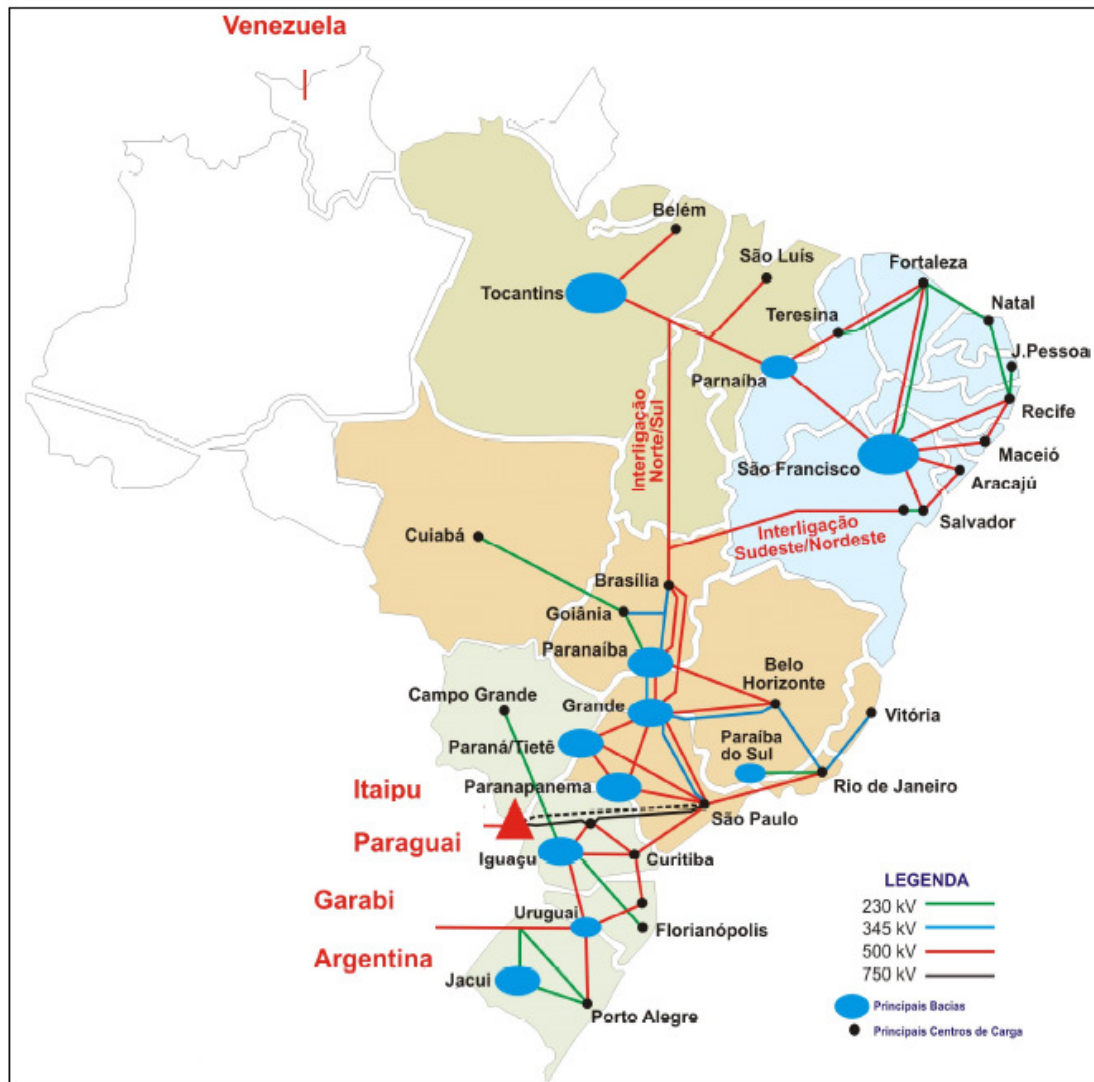 Venezuela
Belém
São Luís
Fortaleza
Tocantins
Teresina
Natal
J.Pessoa
Parnaíba
Recife
Interligação
Norte/Sul
São Francisco
Maceió
Aracajú
Salvador
Interligação
Sudeste/Nordeste
Cuiabá
Brasília
Goiânia
Paranaíba
Belo
Horizonte
Campo Grande
Grande
Vitória
Paraná/Tietê
Paraíba
do Sul
Itaipu
Paranapanema
Rio de Janeiro
São Paulo
Paraguai
Iguaçu
Curitiba
Garabi
Uruguai
Florianópolis
Argentina
Jacui
Porto Alegre
LEGENDA
230 kV
345 kV
500 kV
750 kV
Principais Bacias
Principais Centros de Carga